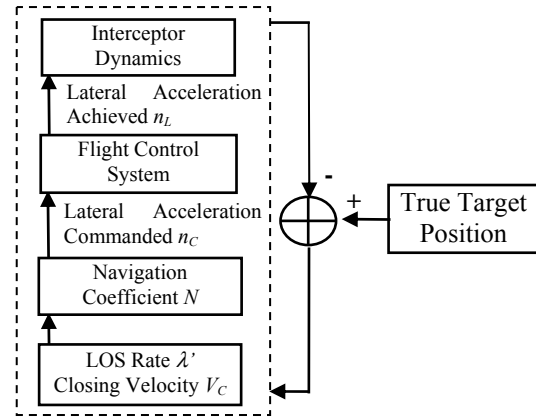 Interceptor
Dynamics
Lateral Acceleration
Achieved n_L
Flight Control
System
Lateral Acceleration
Commanded n_C
Navigation
Coefficient N
LOS Rate λ'
Closing Velocity V_C
-
+
True Target
Position